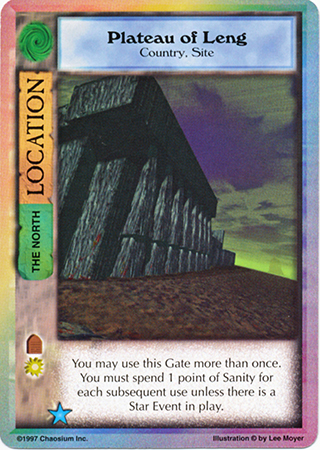 Plateau of Leng
Country, Site
LOCATION
THE NORTH
You may use this Gate more than once.
You must spend 1 point of Sanity for
each subsequent use unless there is a
Star Event in play.
©1997 Chaosium Inc.
Illustration © by Lee Moyer